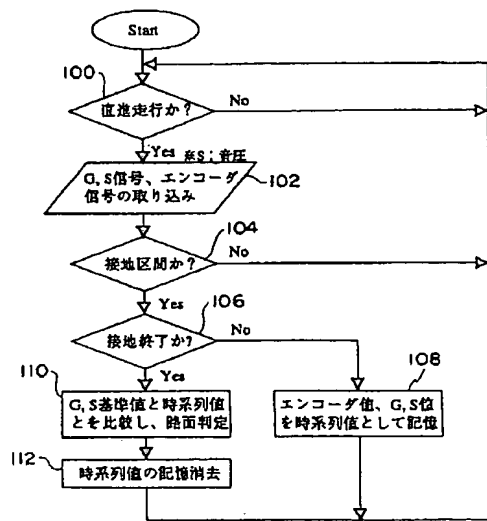 Start
100
直進走行か?
No
Yes
※S:音圧
G,S信号、エンコーダ
信号の取り込み
102
104
接地区間か?
No
Yes
106
接地終了か?
No
Yes
110
G,S基準値と時系列値
とを比較し、路面判定
108
エンコーダ値、G,S値
を時系列値として記憶
112
時系列値の記憶消去